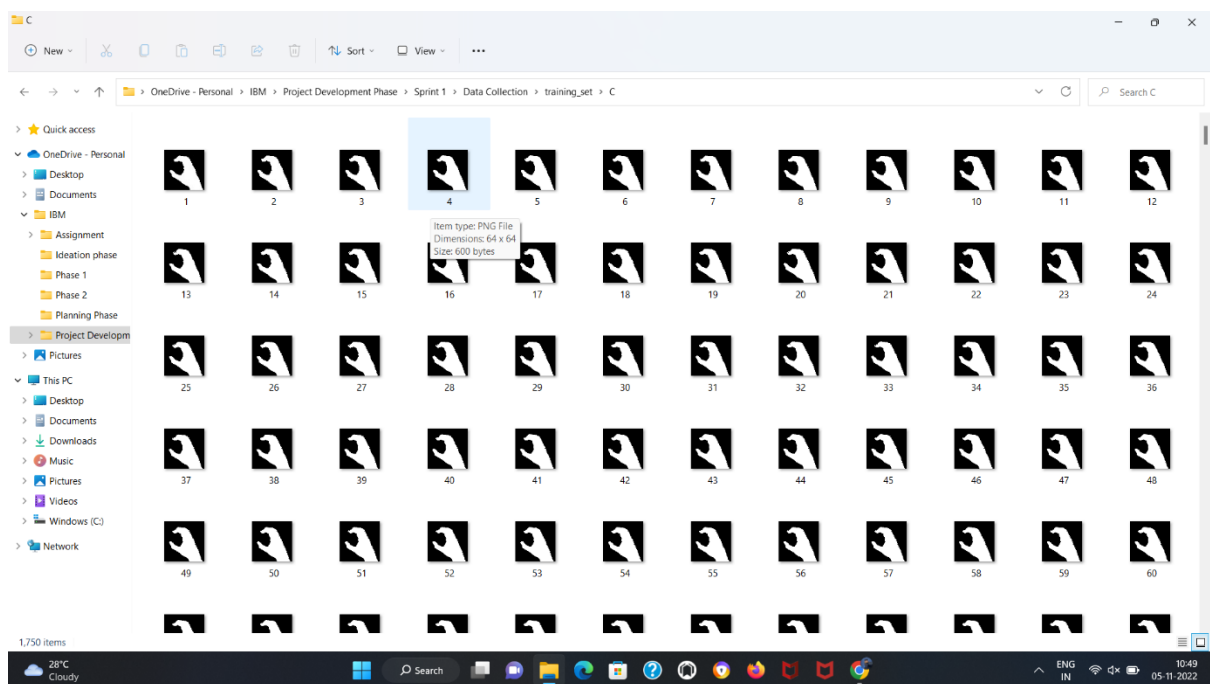 C
New Sort View ...
OneDrive - Personal > IBM > Project Development Phase > Sprint 1 > Data Collection > training_set > C Search C
Quick access
OneDrive - Personal
Desktop
Documents
IBM
Assignment
Ideation phase
Phase 1
Phase 2
Planning Phase
Project Developm
Pictures
This PC
Desktop
Documents
Downloads
Music
Pictures
Videos
Windows (C:)
Network
1 2 3 4 5 6 7 8 9 10 11 12
Item type: PNG File
Dimensions: 64 x 64
Size: 600 bytes
13 14 15 16 17 18 19 20 21 22 23 24
25 26 27 28 29 30 31 32 33 34 35 36
37 38 39 40 41 42 43 44 45 46 47 48
49 50 51 52 53 54 55 56 57 58 59 60
1,750 items
28°C
Cloudy
Search
ENG
IN
10:49
05-11-2022